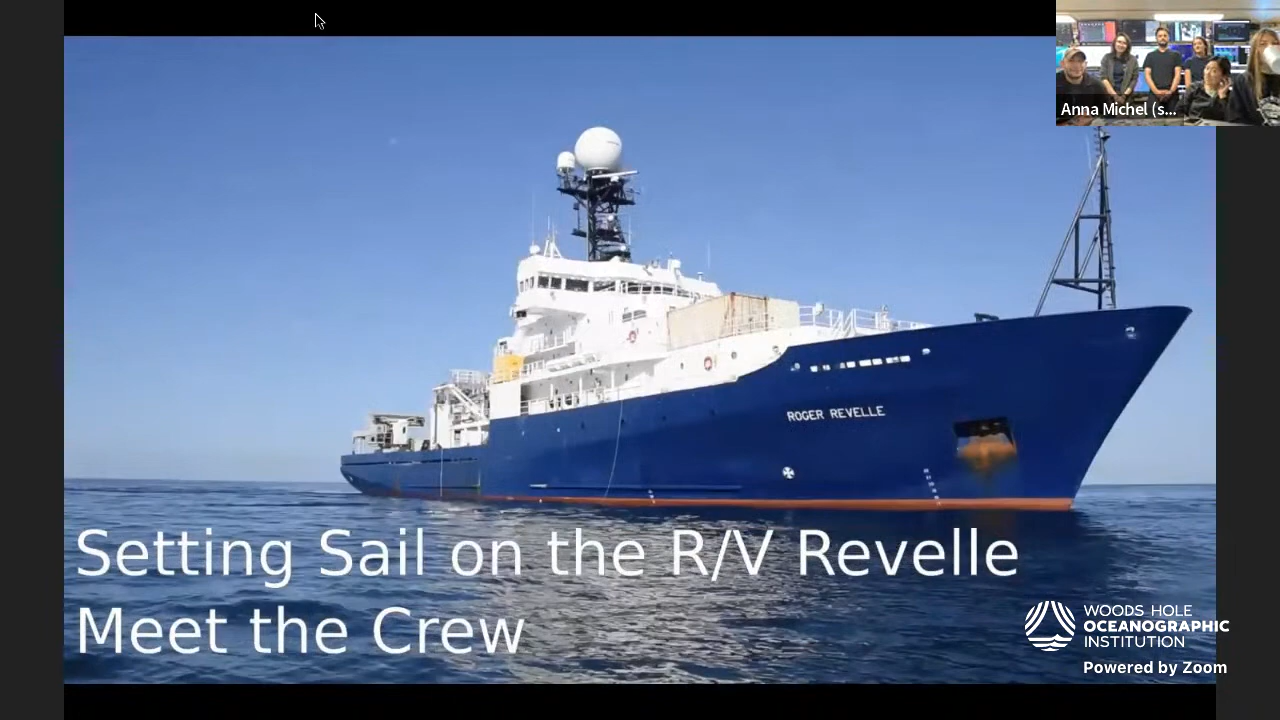 Anna Michel (s...
ROGER REVELLE
Setting Sail on the R/V Revelle
Meet the Crew
WOODS HOLE
OCEANOGRAPHIC
INSTITUTION
Powered by Zoom